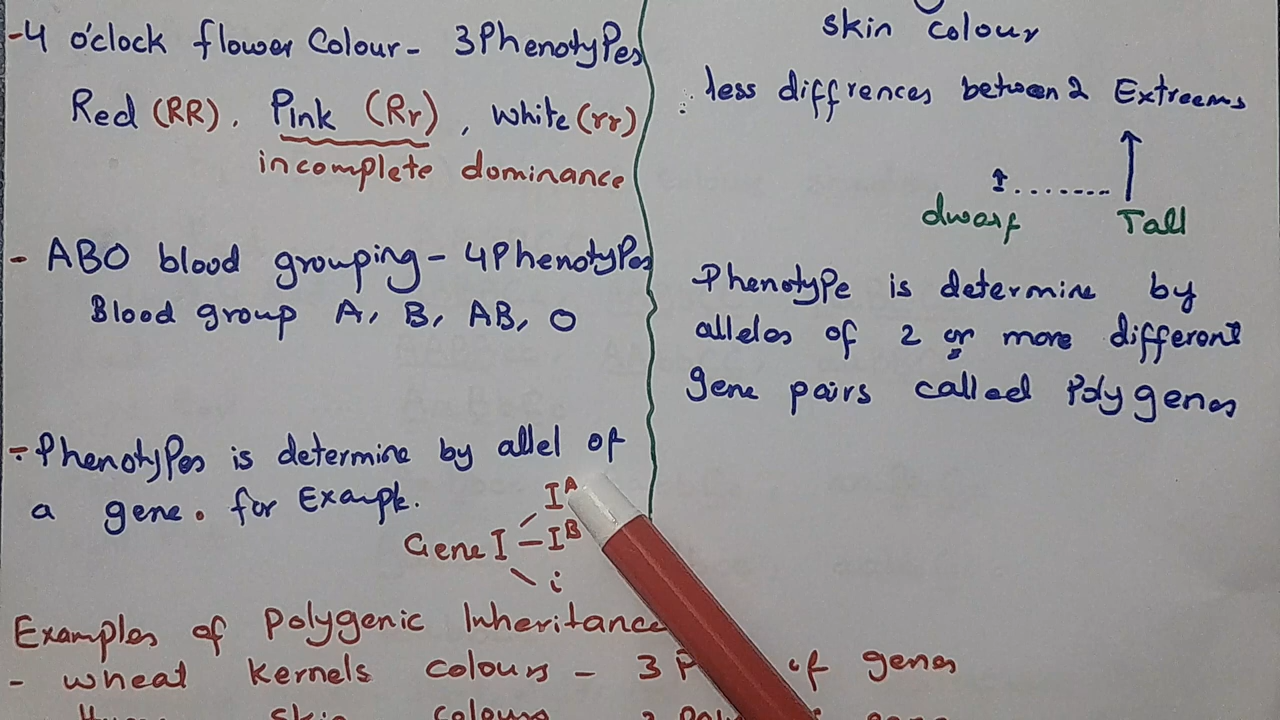 -4 o'clock flower Colour- 3 Phenotypes
Red (RR), Pink (Rr), white (rr)
incomplete dominance
- ABO blood grouping - 4 Phenotypes
Blood group A, B, AB, O
- Phenotypes is determine by allel of
a gene. for Example.
I^A
Gene I - I^B
i
skin colour
less diffrences between 2 Extreems
dwarf Tall
Phenotype is determine by
alleles of 2 or more different
gene pairs called Polygenes
Examples of Polygenic Inheritance
- wheat kernels colours - 3 P of genes
skin colours